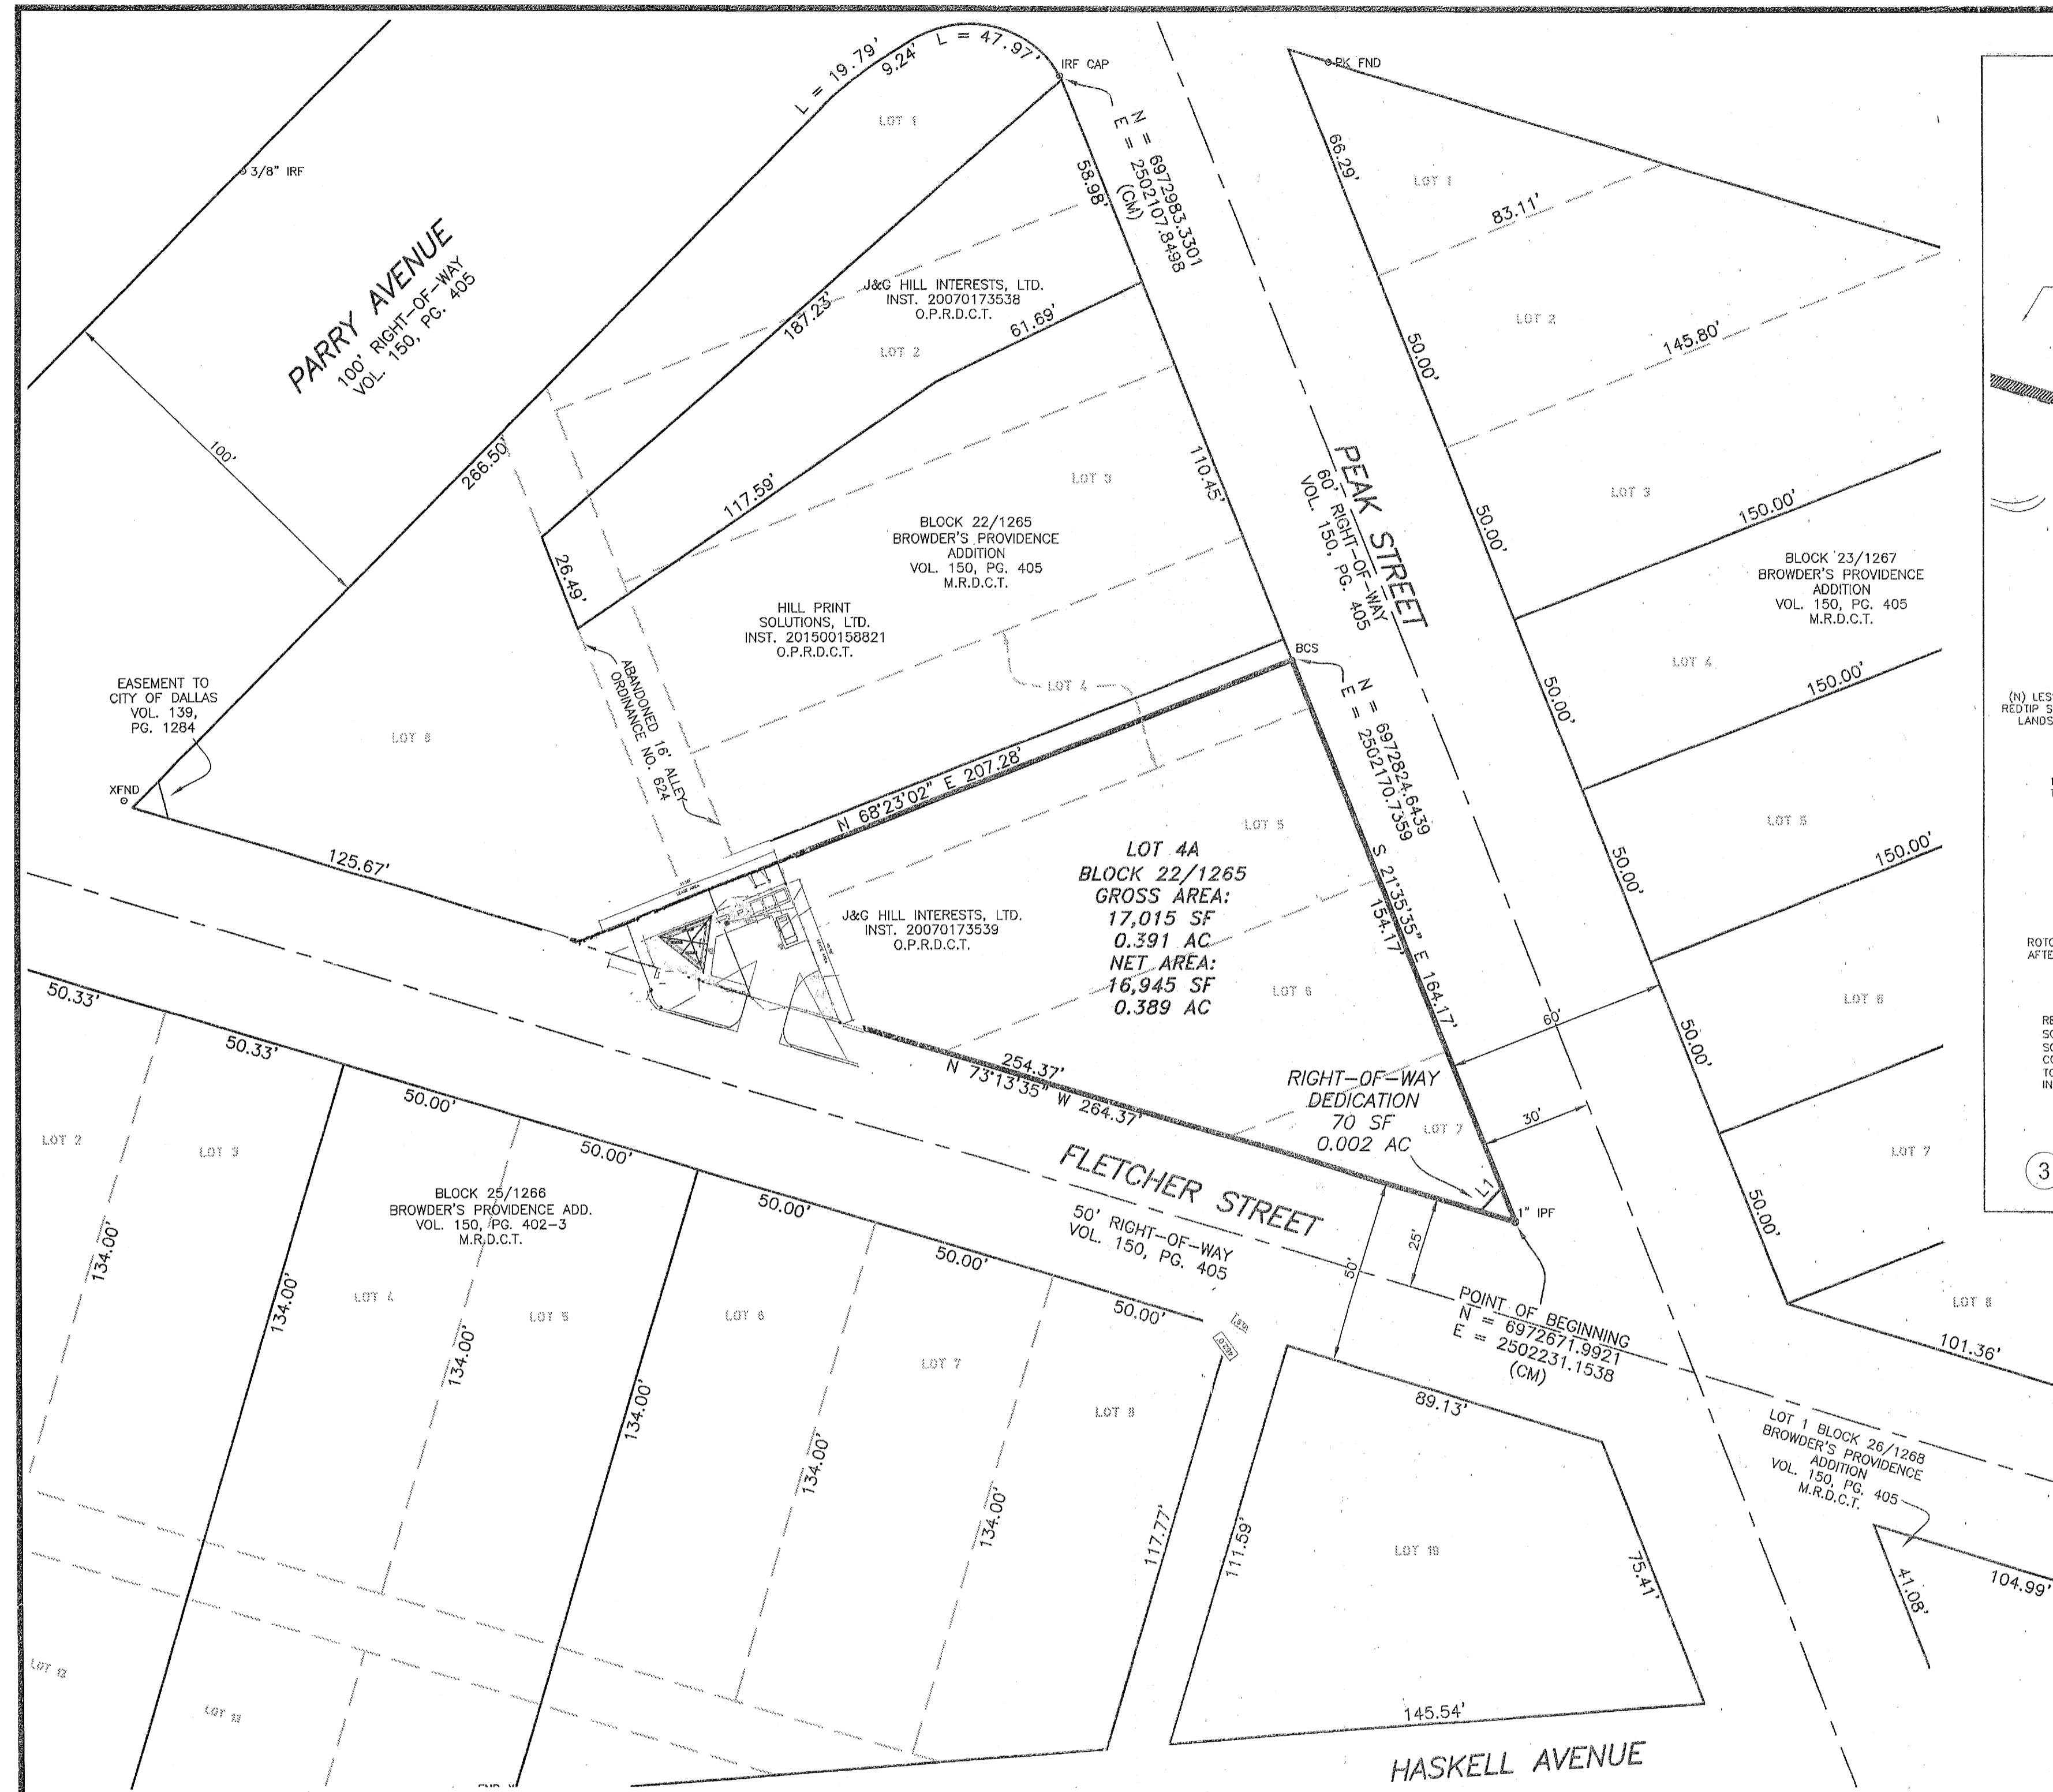 L = 19.79'
9.24'
L = 47.97'
IRF CAP
PK FND
LOT 1
N = 6972983.3301
E = 2502107.8498
(CM)
58.98'
66.29'
LOT 1
83.11'
3/8" IRF
PARRY AVENUE
100' RIGHT-OF-WAY
VOL. 150, PG. 405
J&G HILL INTERESTS, LTD.
INST. 20070173538
O.P.R.D.C.T.
187.23'
61.69'
LOT 2
LOT 2
50.00'
145.80'
100'
266.50'
117.59'
LOT 3
110.45'
PEAK STREET
60' RIGHT-OF-WAY
VOL. 150, PG. 405
50.00'
LOT 3
150.00'
BLOCK 22/1265
BROWDER'S PROVIDENCE
ADDITION
VOL. 150, PG. 405
M.R.D.C.T.
BLOCK 23/1267
BROWDER'S PROVIDENCE
ADDITION
VOL. 150, PG. 405
M.R.D.C.T.
26.49'
HILL PRINT
SOLUTIONS, LTD.
INST. 201500158821
O.P.R.D.C.T.
ABANDONED 16' ALLEY
ORDINANCE NO. 624
LOT 4
BCS
N = 6972824.6439
E = 2502170.7359
50.00'
LOT 4
150.00'
(N) LES
REDTIP S
LANDS
EASEMENT TO
CITY OF DALLAS
VOL. 139,
PG. 1284
LOT 8
XFND
N 68°23'02" E 207.28'
125.67'
LOT 5
LOT 4A
BLOCK 22/1265
GROSS AREA:
17,015 SF
0.391 AC
NET AREA:
16,945 SF
0.389 AC
S 21°35'35" E 164.17'
154.17'
50.00'
LOT 5
150.00'
LEASE AREA
J&G HILL INTERESTS, LTD.
INST. 20070173539
O.P.R.D.C.T.
LOT 6
60'
50.00'
LOT 6
ROTO
AFTE
50.33'
50.33'
254.37'
N 73°13'35" W 264.37'
RIGHT-OF-WAY
DEDICATION
70 SF
0.002 AC
LOT 7
30'
LOT 7
3
LOT 2
LOT 3
50.00'
50.00'
50.00'
50.00'
50.00'
BLOCK 25/1266
BROWDER'S PROVIDENCE ADD.
VOL. 150, PG. 402-3
M.R.D.C.T.
FLETCHER STREET
50' RIGHT-OF-WAY
VOL. 150, PG. 405
L1
1" IPF
50.00'
25'
50'
POINT OF BEGINNING
N = 6972671.9921
E = 2502231.1538
(CM)
LOT 8
101.36'
134.00'
134.00'
LOT 4
134.00'
LOT 5
134.00'
LOT 6
134.00'
LOT 7
134.00'
LOT 8
89.13'
LOT 1 BLOCK 26/1268
BROWDER'S PROVIDENCE
ADDITION
VOL. 150, PG. 405
M.R.D.C.T.
117.77'
111.59'
LOT 19
75.41'
41.08'
104.99'
LOT 12
LOT 13
145.54'
HASKELL AVENUE